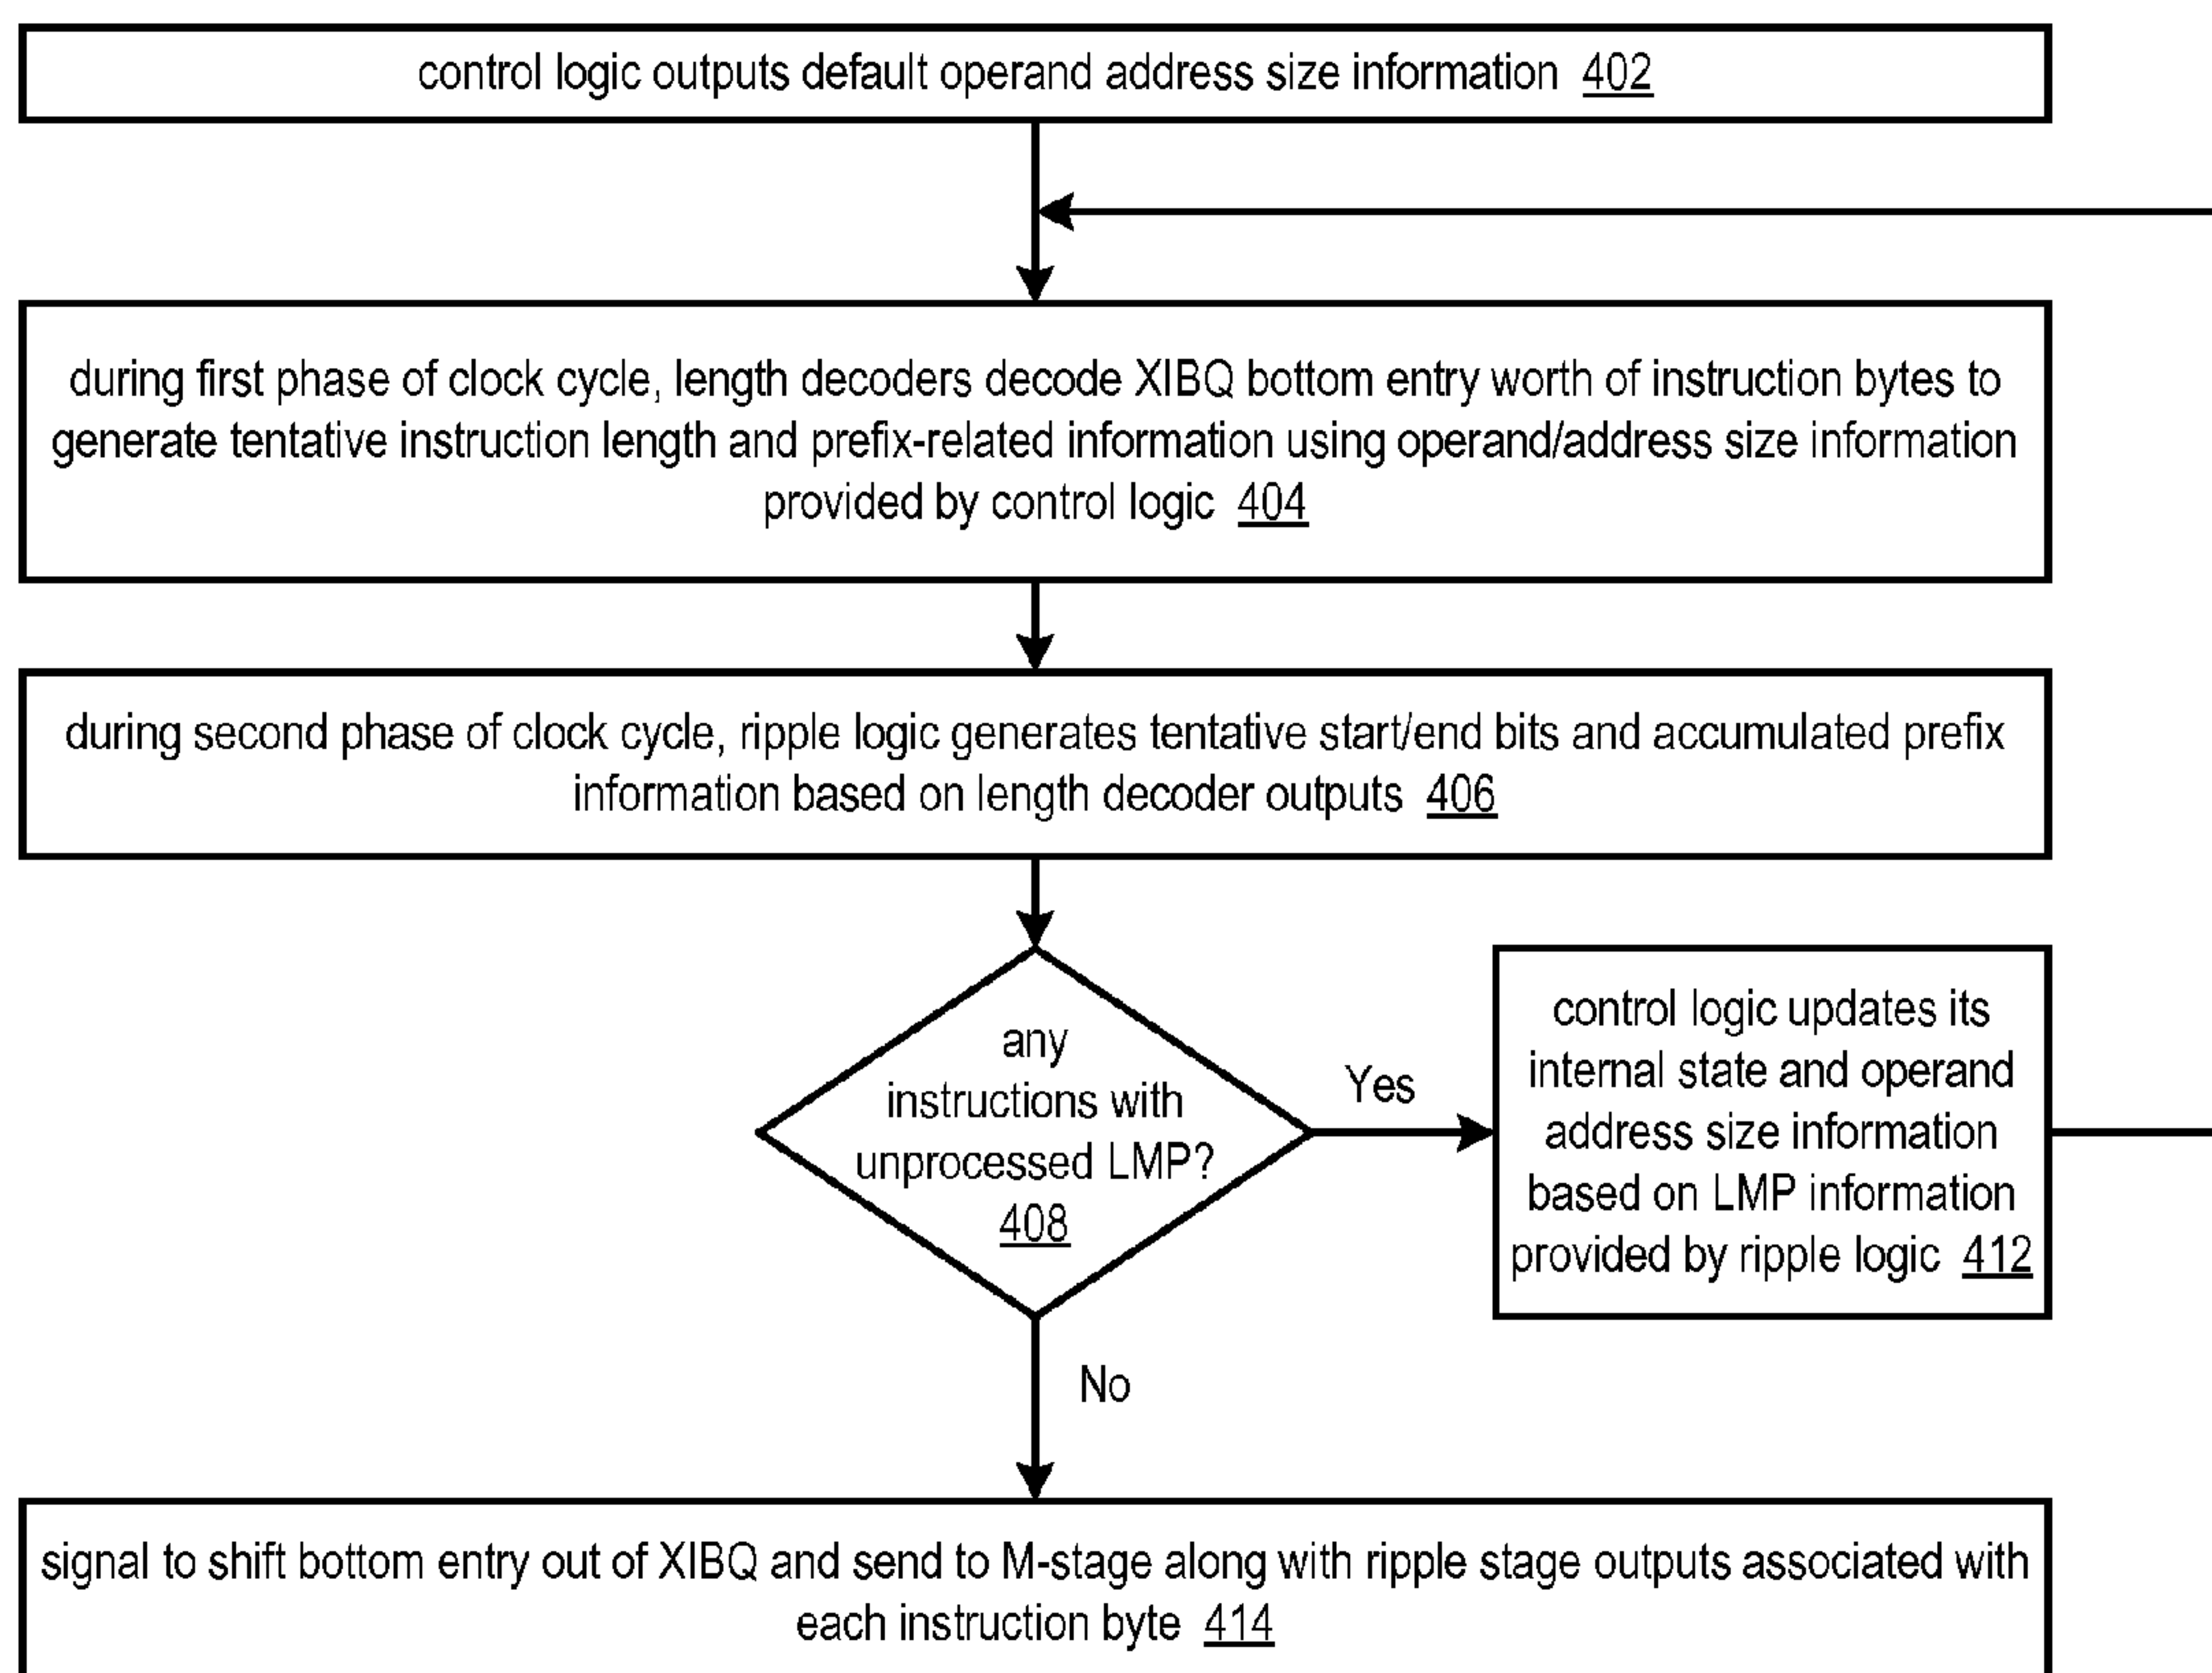 control logic outputs default operand address size information 402
during first phase of clock cycle, length decoders decode XIBQ bottom entry worth of instruction bytes to
generate tentative instruction length and prefix-related information using operand/address size information
provided by control logic 404
during second phase of clock cycle, ripple logic generates tentative start/end bits and accumulated prefix
information based on length decoder outputs 406
any
instructions with
unprocessed LMP?
408
Yes
control logic updates its
internal state and operand
address size information
based on LMP information
provided by ripple logic 412
No
signal to shift bottom entry out of XIBQ and send to M-stage along with ripple stage outputs associated with
each instruction byte 414